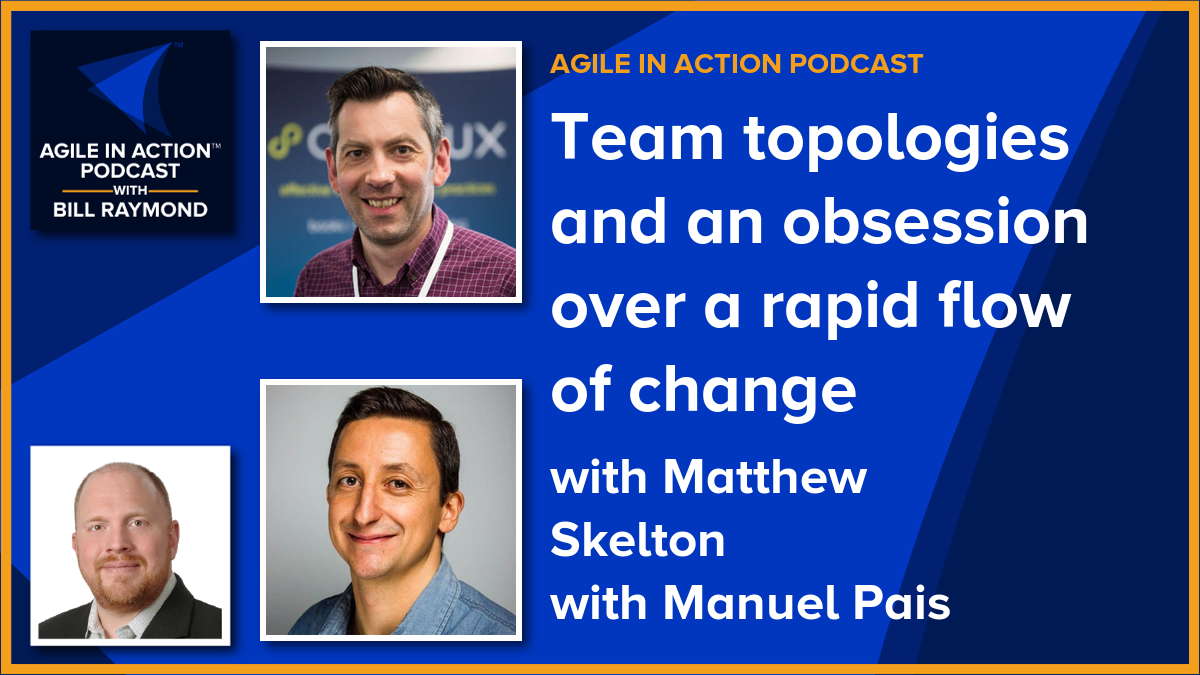 AGILE IN ACTION™
PODCAST
WITH
BILL RAYMOND
AGILE IN ACTION PODCAST
Team topologies
and an obsession
over a rapid flow
of change
with Matthew
Skelton
with Manuel Pais